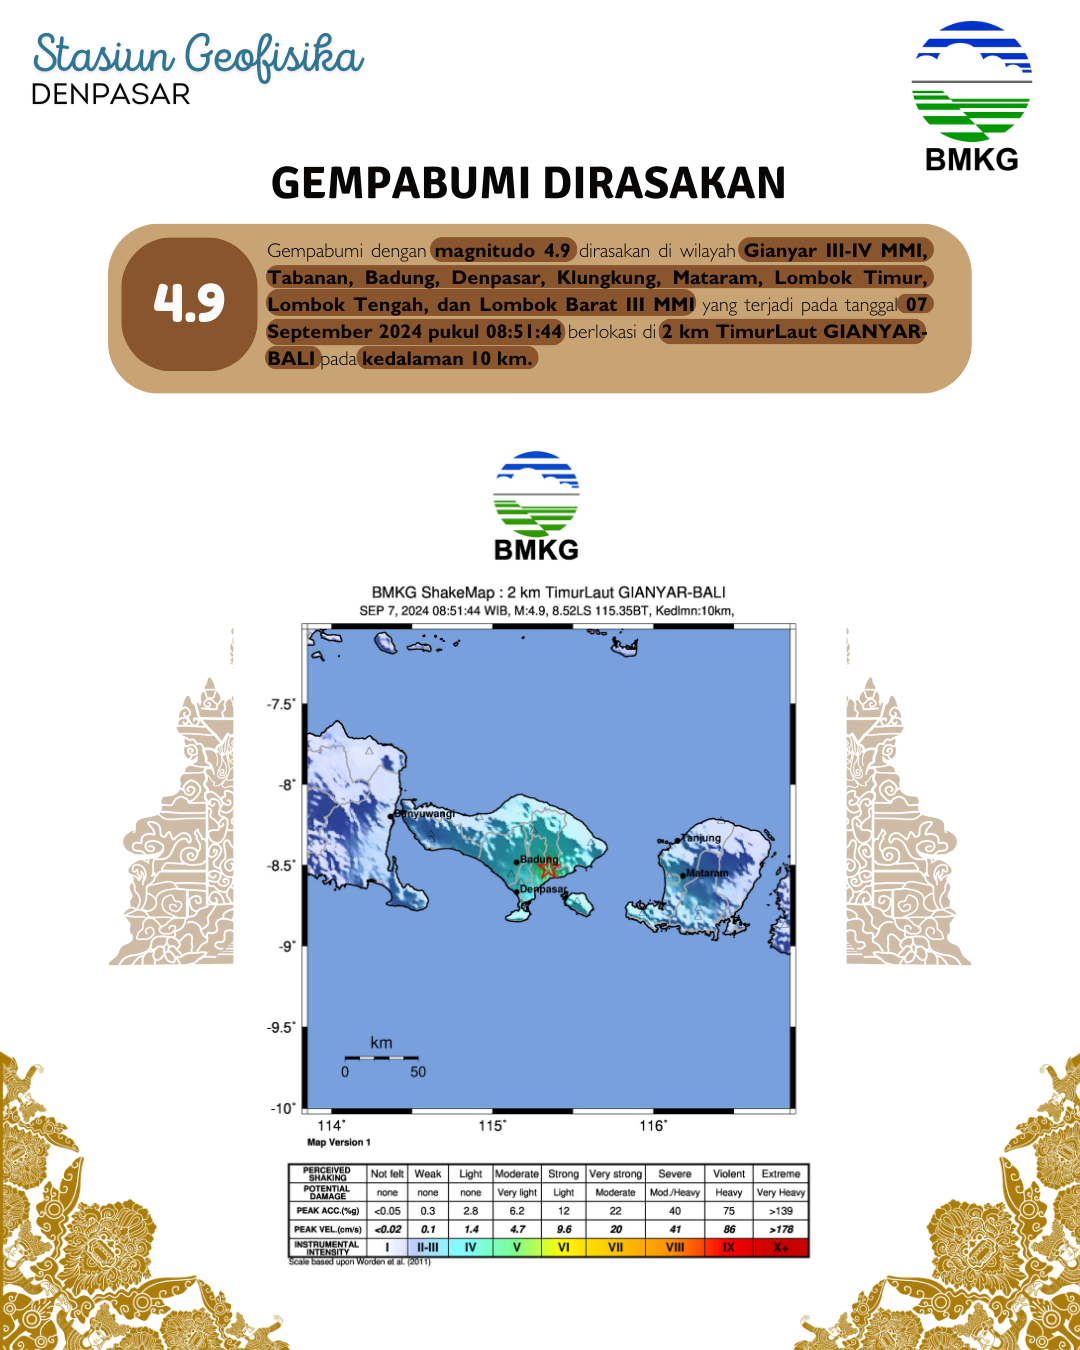 Stasiun Geofisika
DENPASAR
BMKG
GEMPABUMI DIRASAKAN
4.9
Gempabumi dengan magnitudo 4.9 dirasakan di wilayah Gianyar III-IV MMI,
Tabanan, Badung, Denpasar, Klungkung, Mataram, Lombok Timur,
Lombok Tengah, dan Lombok Barat III MMI yang terjadi pada tanggal 07
September 2024 pukul 08:51:44 berlokasi di 2 km TimurLaut GIANYAR-
BALI pada kedalaman 10 km.
BMKG
BMKG ShakeMap : 2 km TimurLaut GIANYAR-BALI
SEP 7, 2024 08:51:44 WIB, M:4.9, 8.52LS 115.35BT, Kedlmn:10km,
-7.5°
-8°
Banyuwangi
Tanjung
-8.5°
Badung
Mataram
Denpasar
-9°
-9.5°
km
0 50
-10°
114° 115° 116°
Map Version 1
PERCEIVED SHAKING Not felt Weak Light Moderate Strong Very strong Severe Violent Extreme
POTENTIAL DAMAGE none none none Very light Light Moderate Mod./Heavy Heavy Very Heavy
PEAK ACC.(%g) <0.05 0.3 2.8 6.2 12 22 40 75 >139
PEAK VEL.(cm/s) <0.02 0.1 1.4 4.7 9.6 20 41 86 >178
INSTRUMENTAL INTENSITY I II-III IV V VI VII VIII IX X+
Scale based upon Worden et al. (2011)